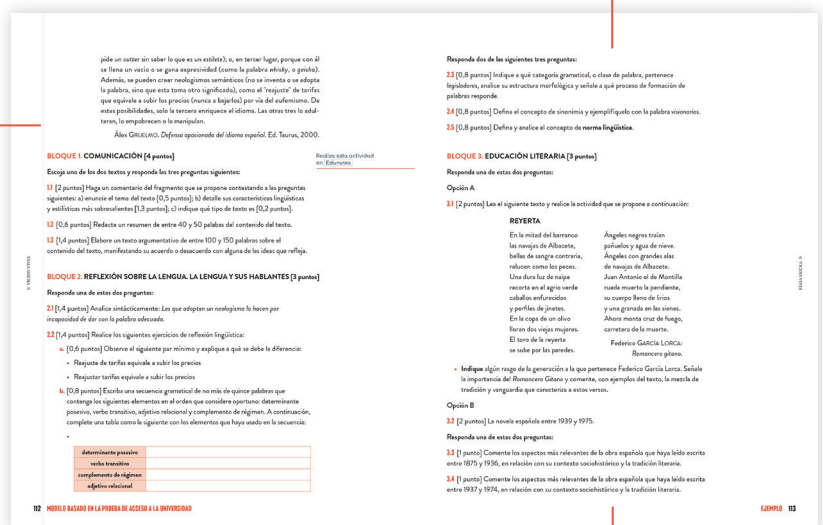 pide un cutter sin saber lo que es un estilete); o, en tercer lugar, porque con él
se llena un vacío o se gana expresividad (como la palabra whisky, o geisha).
Además, se pueden crear neologismos semánticos (no se inventa o se adopta
la palabra, sino que esta toma otro significado), como el "reajuste" de tarifas
que equivale a subir los precios (nunca a bajarlos) por vía del eufemismo. De
estas posibilidades, solo la tercera enriquece el idioma. Las otras tres lo adul-
teran, lo empobrecen o lo manipulan.
Álex GRIJELMO. Defensa apasionada del idioma español. Ed. Taurus, 2000.
BLOQUE 1. COMUNICACIÓN [4 puntos]
Realiza esta actividad
en Edunotes
Escoja uno de los dos textos y responda las tres preguntas siguientes:
1.1 [2 puntos] Haga un comentario del fragmento que se propone contestando a las preguntas
siguientes: a) enuncie el tema del texto [0,5 puntos]; b) detalle sus características lingüísticas
y estilísticas más sobresalientes [1,3 puntos]; c) indique qué tipo de texto es [0,2 puntos].
1.2 [0,6 puntos] Redacte un resumen de entre 40 y 50 palabras del contenido del texto.
1.3 [1,4 punto] Elabore un texto argumentativo de entre 100 y 150 palabras sobre el
contenido del texto, manifestando su acuerdo o desacuerdo con alguna de las ideas que refleja.
BLOQUE 2. REFLEXIÓN SOBRE LA LENGUA. LA LENGUA Y SUS HABLANTES [3 puntos]
Responda una de estas dos preguntas:
2.1 [1,4 puntos] Analice sintácticamente: Los que adoptan un neologismo lo hacen por
incapacidad de dar con la palabra adecuada.
2.2 [1,4 puntos] Realice los siguientes ejercicios de reflexión lingüística:
a. [0,6 puntos] Observe el siguiente par mínimo y explique a qué se debe la diferencia:
• Reajuste de tarifas equivale a subir los precios
• Reajustar tarifas equivale a subir los precios
b. [0,8 puntos] Escriba una secuencia gramatical de no más de quince palabras que
contenga los siguientes elementos en el orden que considere oportuno: determinante
posesivo, verbo transitivo, adjetivo relacional y complemento de régimen. A continuación,
complete una tabla como la siguiente con los elementos que haya usado en la secuencia:
•
determinante posesivo
verbo transitivo
complemento de régimen
adjetivo relacional
112 MODELO BASADO EN LA PRUEBA DE ACCESO A LA UNIVERSIDAD
Responda dos de las siguientes tres preguntas:
2.3 [0,8 puntos] Indique a qué categoría gramatical, o clase de palabra, pertenece
legisladores, analice su estructura morfológica y señale a qué proceso de formación de
palabras responde.
2.4 [0,8 puntos] Defina el concepto de sinonimia y ejemplifíquelo con la palabra visionarios.
2.5 [0,8 puntos] Defina y analice el concepto de norma lingüística.
BLOQUE 3. EDUCACIÓN LITERARIA [3 puntos]
Responda una de estas dos preguntas:
Opción A
3.1 [2 puntos] Lea el siguiente texto y realice la actividad que se propone a continuación:
REYERTA
En la mitad del barranco
las navajas de Albacete,
bellas de sangre contraria,
relucen como los peces.
Una dura luz de naipe
recorta en el agrio verde
caballos enfurecidos
y perfiles de jinetes.
En la copa de un olivo
lloran dos viejas mujeres.
El toro de la reyerta
se sube por las paredes.
Ángeles negros traían
pañuelos y agua de nieve.
Ángeles con grandes alas
de navajas de Albacete.
Juan Antonio el de Montilla
rueda muerto la pendiente,
su cuerpo lleno de lirios
y una granada en las sienes.
Ahora monta cruz de fuego,
carretera de la muerte.
Federico GARCÍA LORCA:
Romancero gitano.
• Indique algún rasgo de la generación a la que pertenece Federico García Lorca. Señale
la importancia del Romancero Gitano y comente, con ejemplos del texto, la mezcla de
tradición y vanguardia que caracteriza a estos versos.
Opción B
3.2 [2 puntos] La novela española entre 1939 y 1975.
Responda una de estas dos preguntas:
3.3 [1 punto] Comente los aspectos más relevantes de la obra española que haya leído escrita
entre 1875 y 1936, en relación con su contexto sociohistórico y la tradición literaria.
3.4 [1 punto] Comente los aspectos más relevantes de la obra española que haya leído escrita
entre 1937 y 1974, en relación con su contexto sociohistórico y la tradición literaria.
EJEMPLO 113